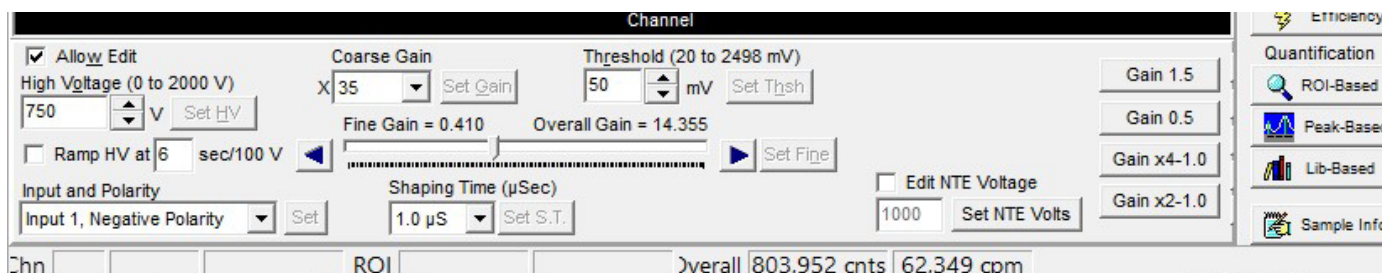 Channel
Efficiency
Allow Edit
Coarse Gain
Threshold (20 to 2498 mV)
Quantification
High Voltage (0 to 2000 V)
X 35 Set Gain
50 mV Set Thsh
Gain 1.5
ROI-Based
750 V Set HV
Fine Gain = 0.410 Overall Gain = 14.355
Gain 0.5
Peak-Based
Ramp HV at 6 sec/100 V
Set Fine
Gain x4-1.0
Lib-Based
Input and Polarity
Shaping Time (µSec)
Edit NTE Voltage
Input 1, Negative Polarity Set
1.0 µS Set S.T.
1000 Set NTE Volts
Gain x2-1.0
Sample Info
Chn ROI Overall 803,952 cnts 62,349 cpm